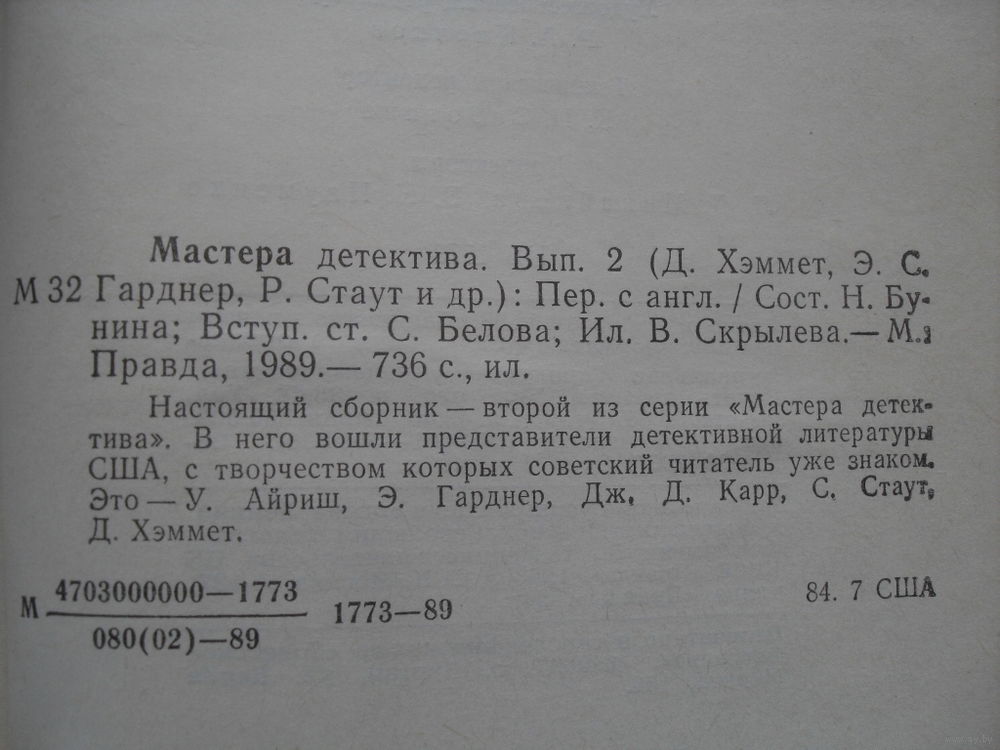 Мастера детектива. Вып. 2 (Д. Хэммет, Э. С.
М 32 Гарднер, Р. Стаут и др.): Пер. с англ. / Сост. Н. Бу-
нина; Вступ. ст. С. Белова; Ил. В. Скрылева.— М.:
Правда, 1989.— 736 с., ил.
Настоящий сборник — второй из серии «Мастера детек-
тива». В него вошли представители детективной литературы
США, с творчеством которых советский читатель уже знаком.
Это — У. Айриш, Э. Гарднер, Дж. Д. Карр, С. Стаут,
Д. Хэммет.
М 4703000000—1773
080(02)—89
1773—89
84. 7 США
www.ay.by